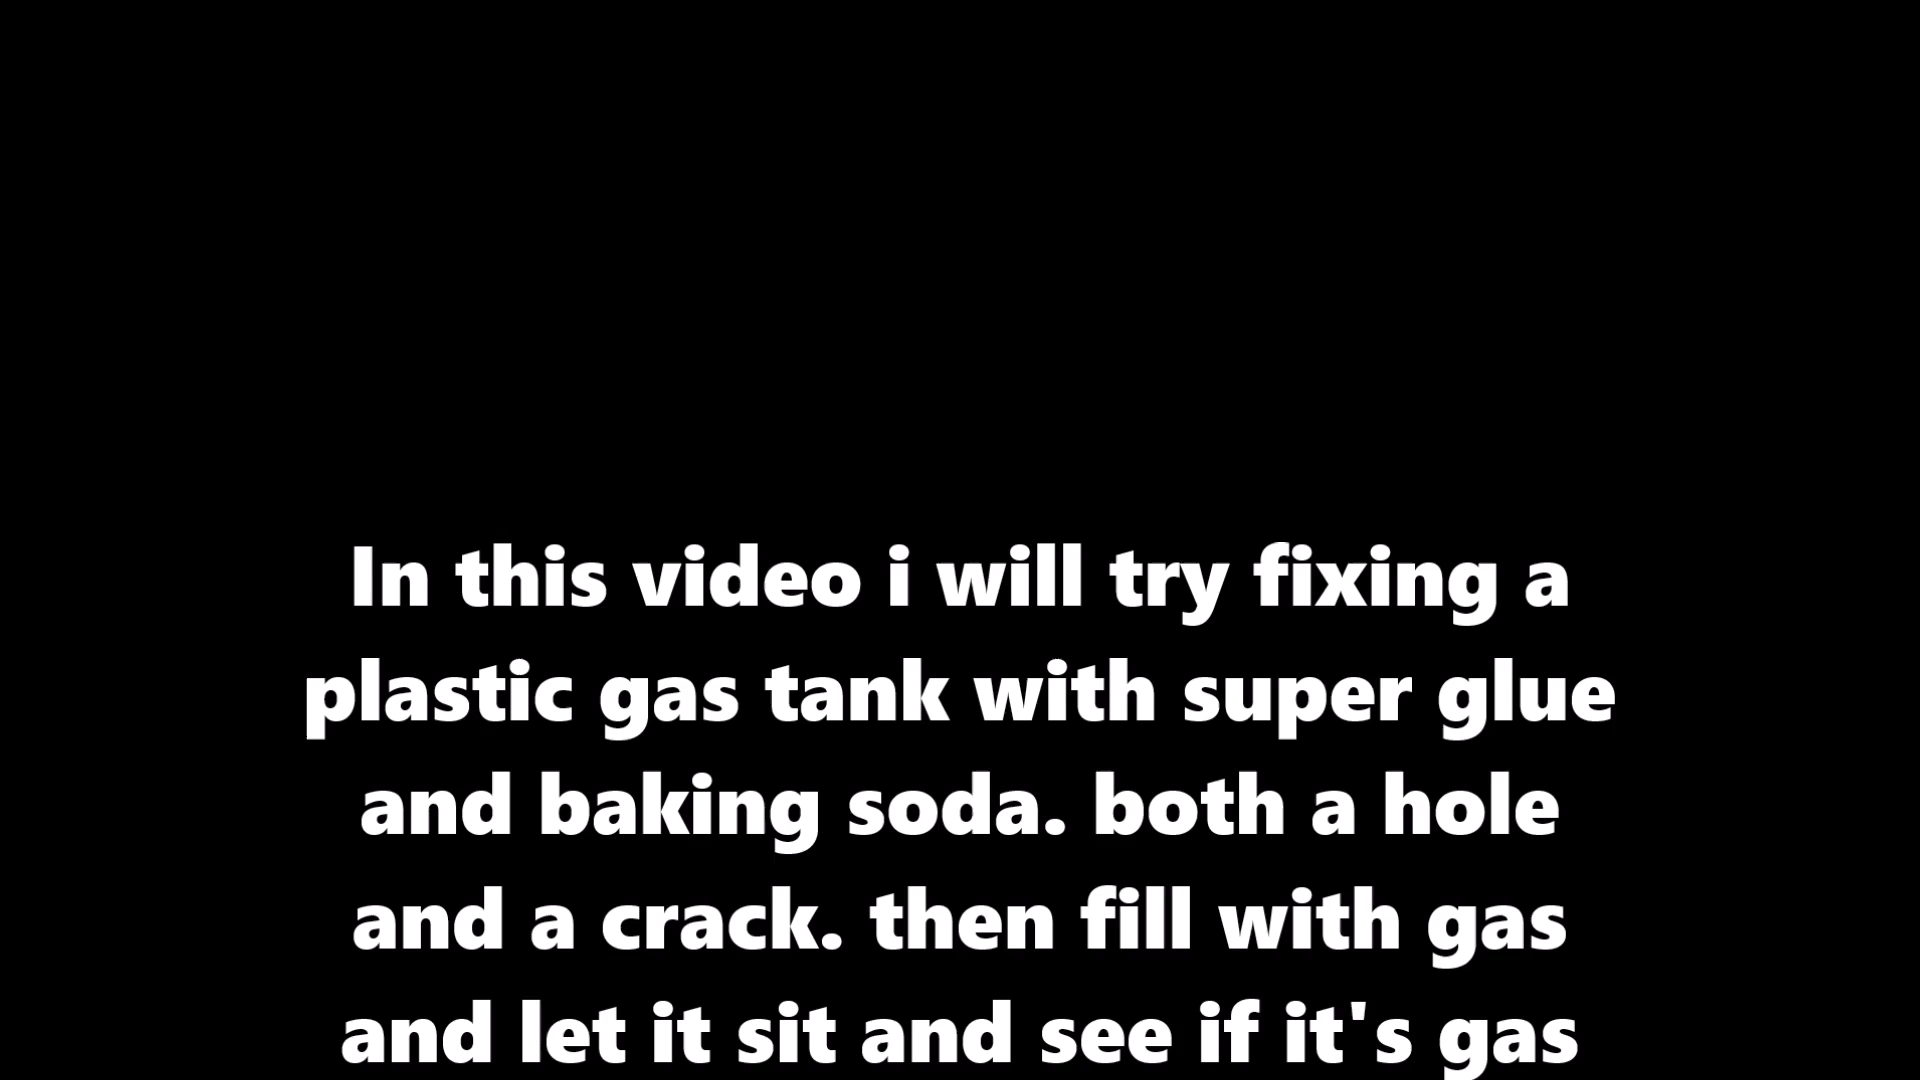 In this video i will try fixing a
plastic gas tank with super glue
and baking soda. both a hole
and a crack. then fill with gas
and let it sit and see if it's gas